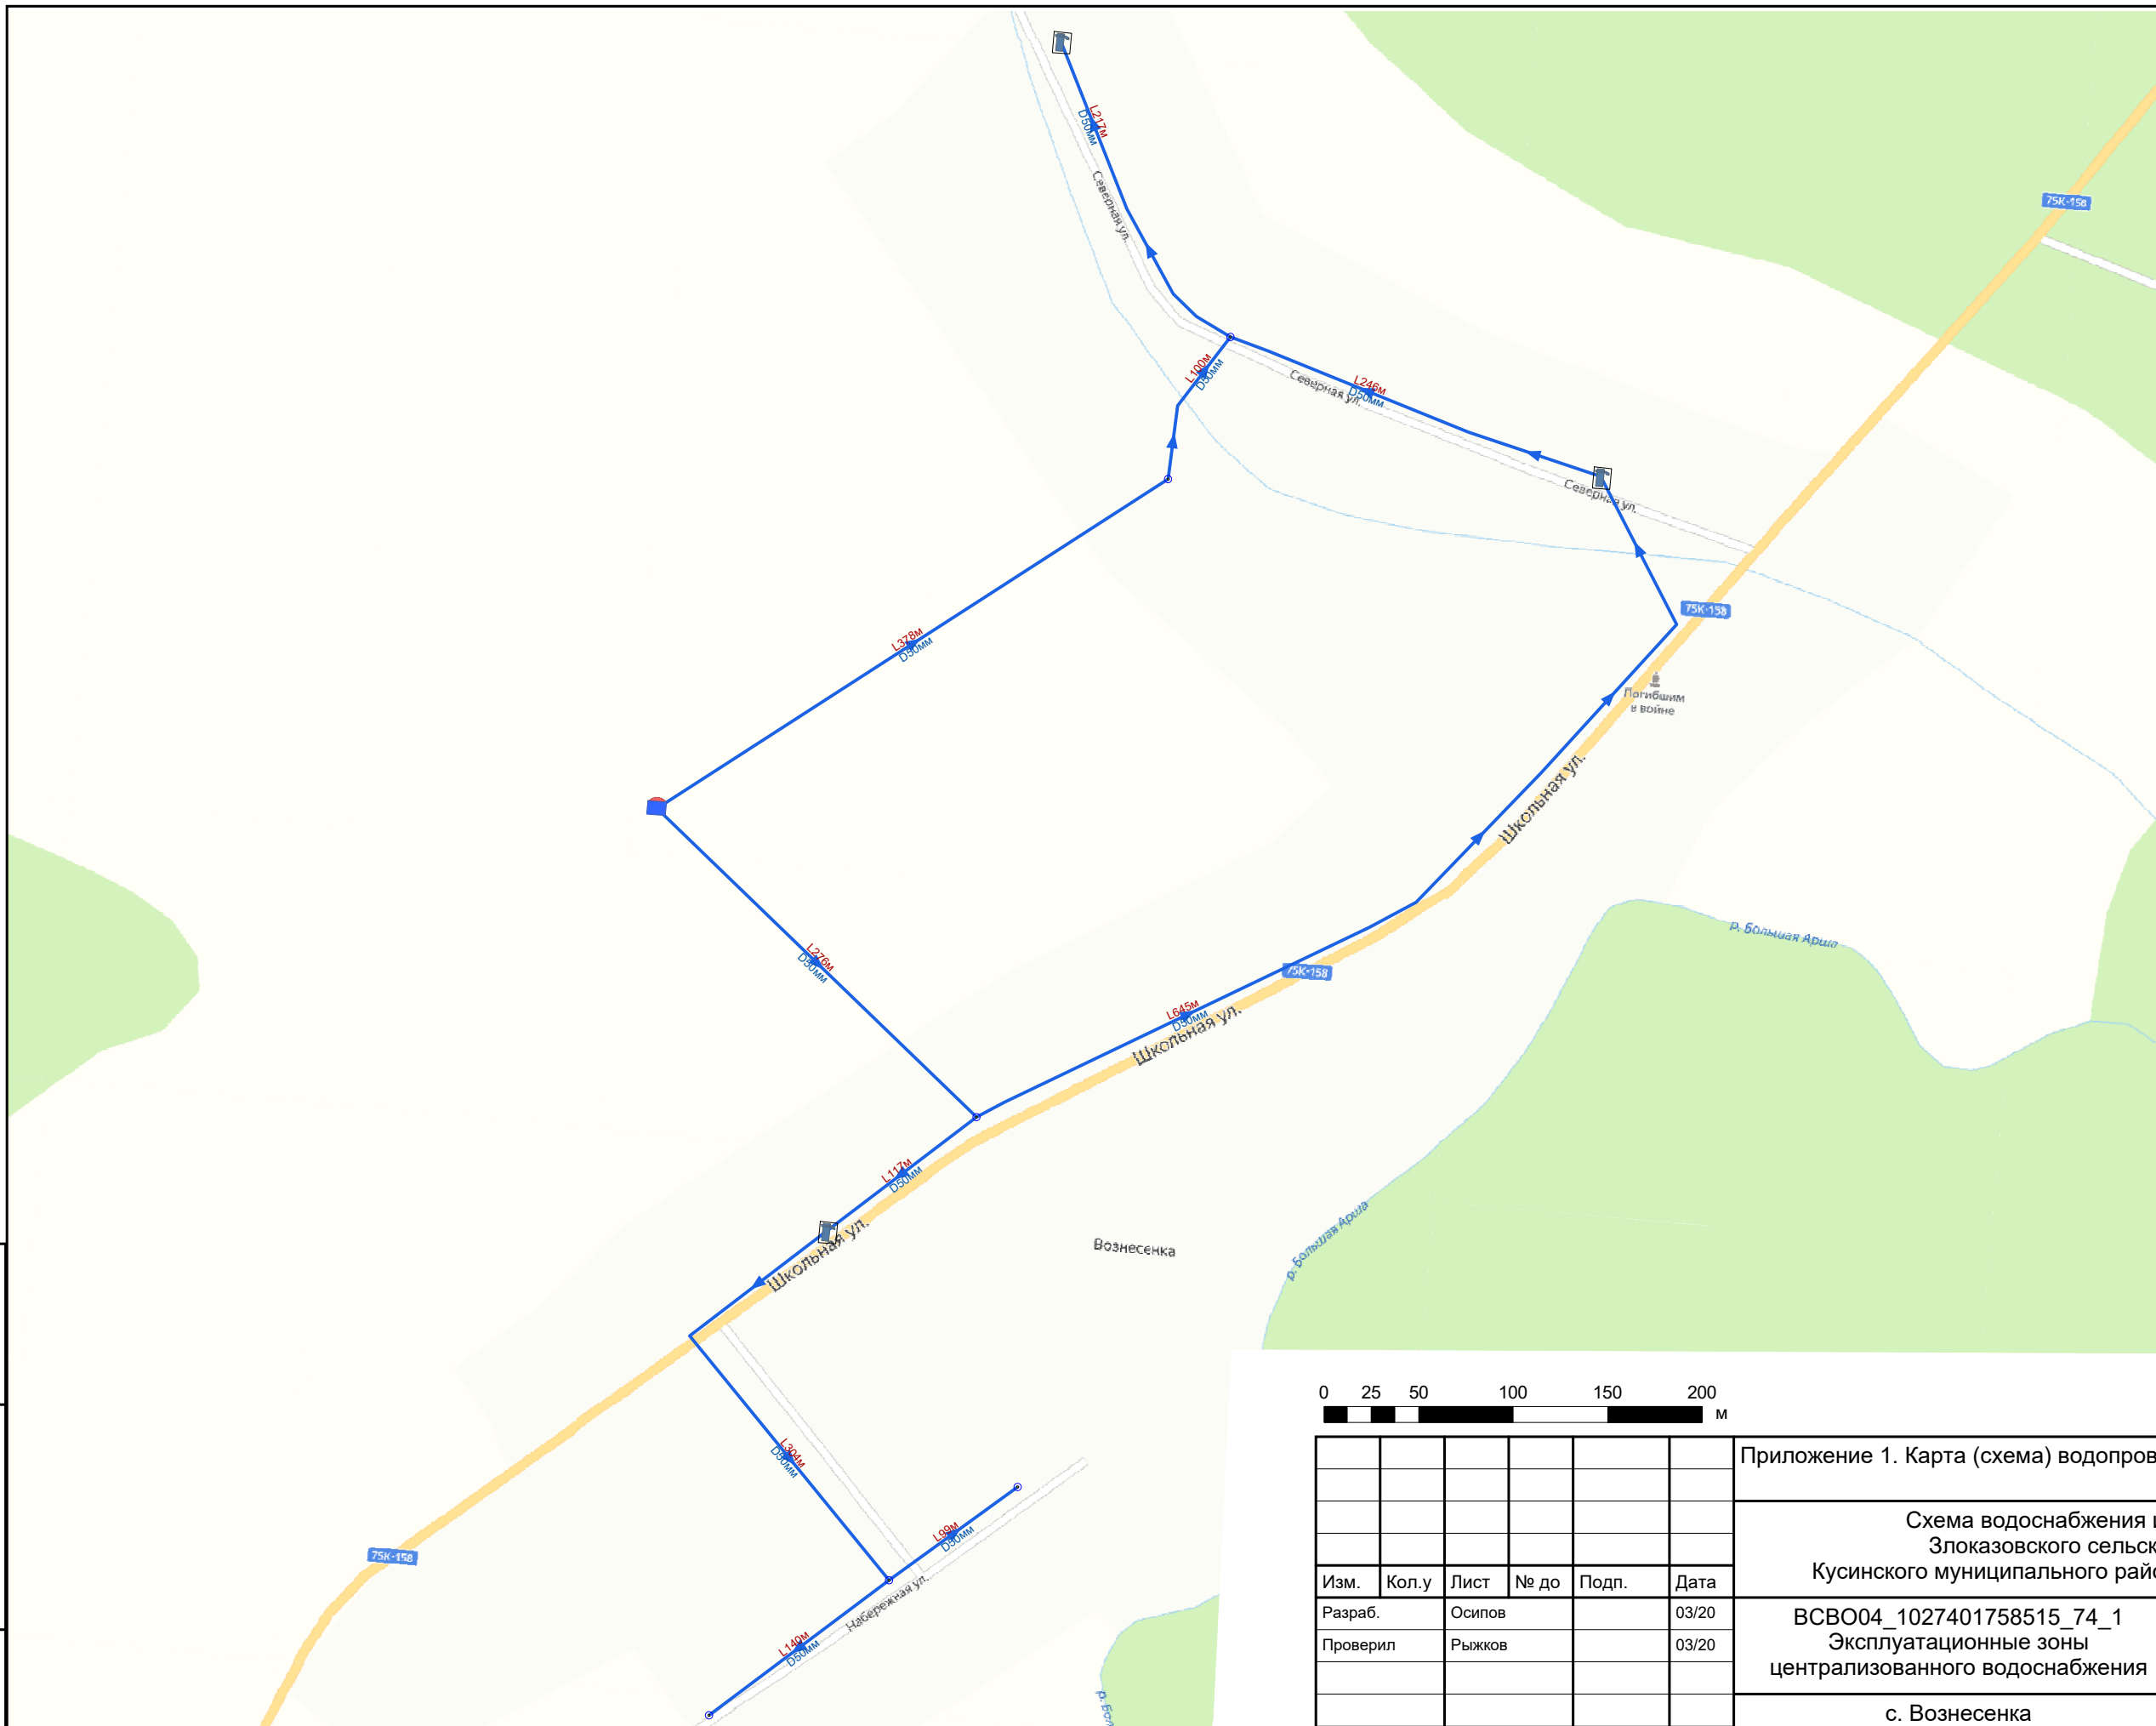 L217м
D50мм
Северная ул.
75К-158
L100м
D50мм
L246м
D50мм
Северная ул.
Северная ул.
75К-158
L378м
D50мм
Погибшим
в войне
Школьная ул.
р. Большая Арша
L276м
D50мм
75К-158
L645м
D50мм
Школьная ул.
L117м
D50мм
Школьная ул.
Вознесенка
р. Большая Арша
0 25 50 100 150 200
м
L304м
D50мм
75К-158
L99м
D50мм
Набережная ул.
L140м
D50мм
р. Бол
Приложение 1. Карта (схема) водопров
Схема водоснабжения
Злоказовского сельск
Кусинского муниципального рай
Изм. Кол.у Лист № до Подп. Дата
Разраб. Осипов 03/20
Проверил Рыжков 03/20
ВСВО04_1027401758515_74_1
Эксплуатационные зоны
централизованного водоснабжения
с. Вознесенка